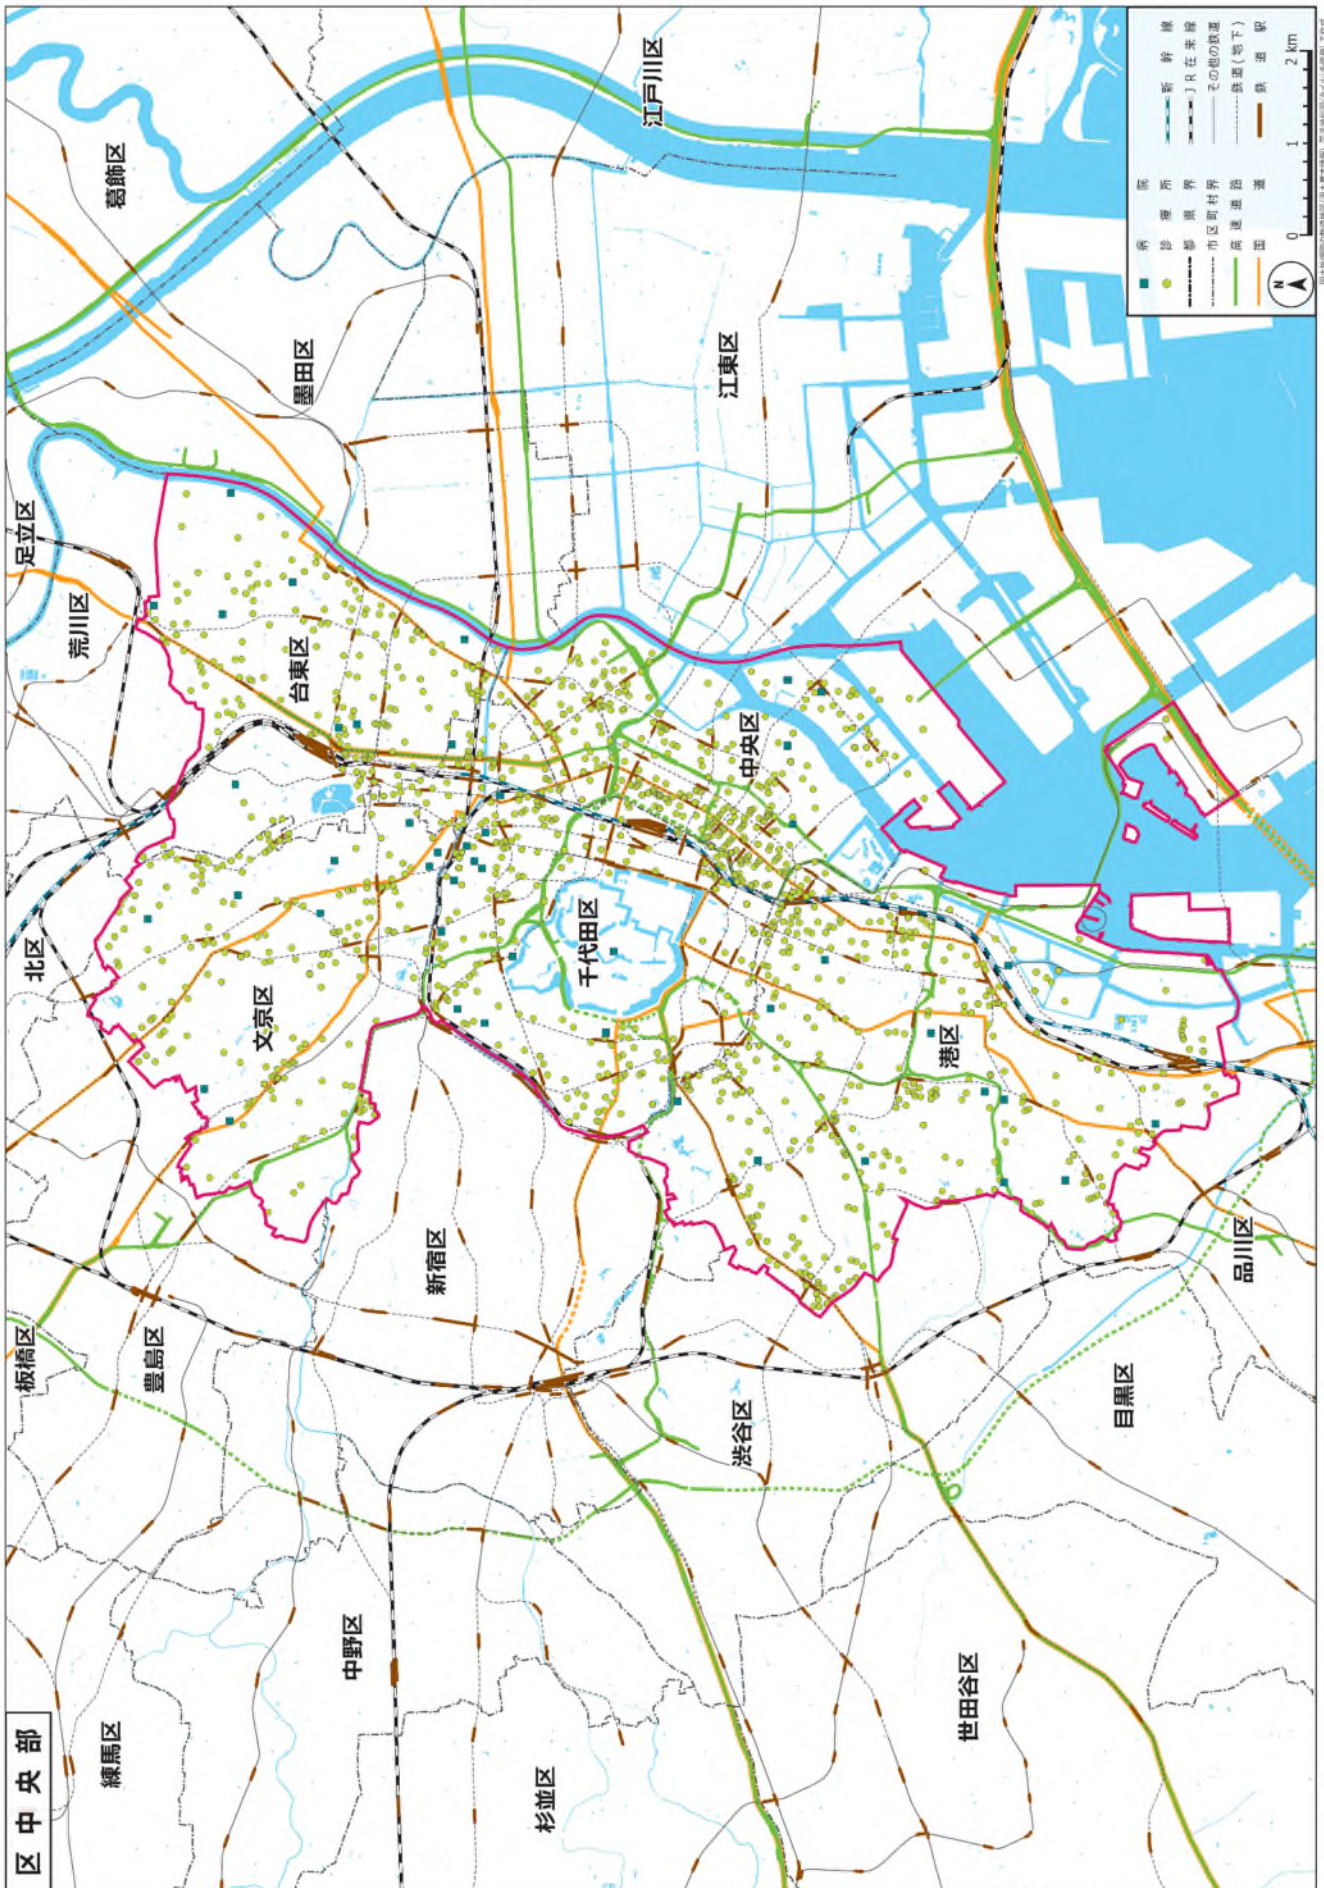 区中央部
練馬区
板橋区
豊島区
北区
足立区
荒川区
葛飾区
文京区
台東区
墨田区
中野区
新宿区
杉並区
千代田区
江戸川区
渋谷区
中央区
江東区
世田谷区
港区
目黒区
品川区
病院
診療所
都県界
市区町村界
高速道路
国道
新幹線
JR在来線
その他の鉄道
鉄道(地下)
鉄道駅
N
0 1 2 km